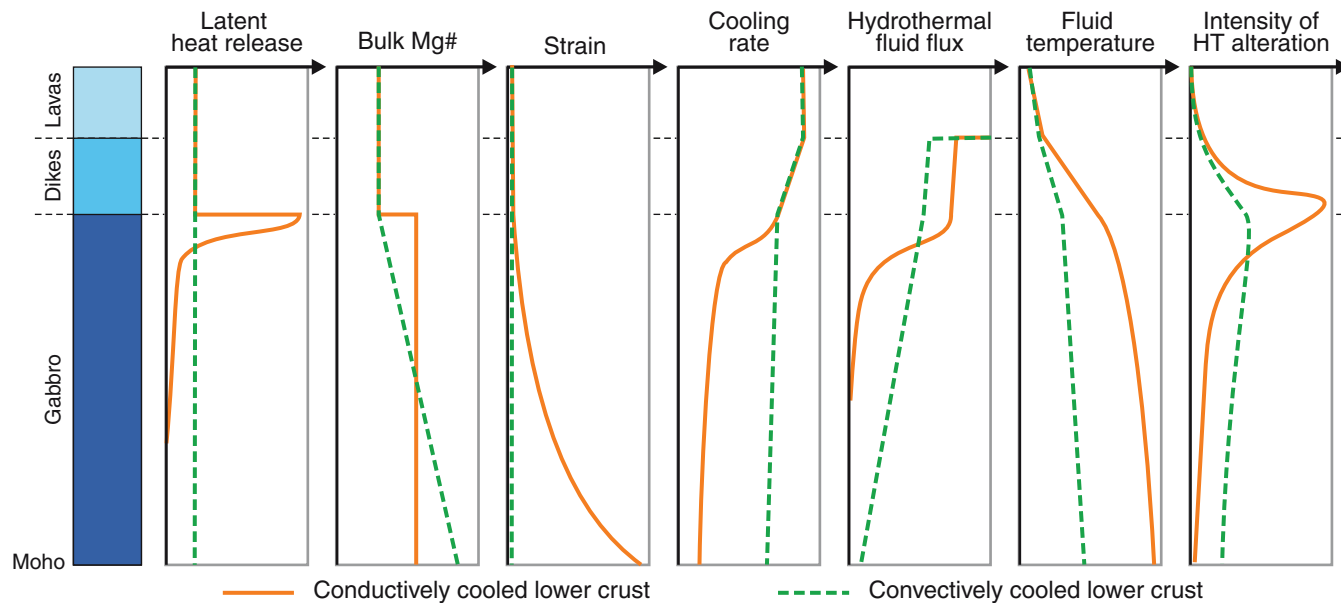 Latent
heat release
Bulk Mg#
Strain
Cooling
rate
Hydrothermal
fluid flux
Fluid
temperature
Intensity of
HT alteration
Lavas
Dikes
Gabbro
Moho
Conductively cooled lower crust
Convectively cooled lower crust